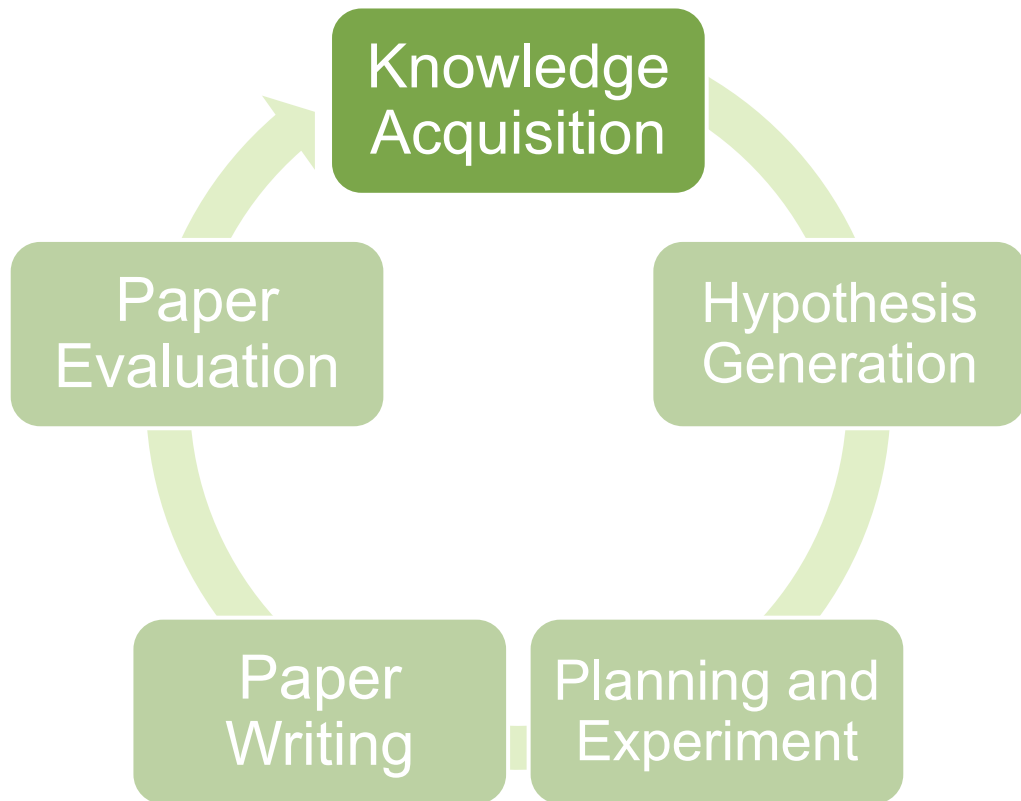 Knowledge
Acquisition
Hypothesis
Generation
Planning and
Experiment
Paper
Writing
Paper
Evaluation